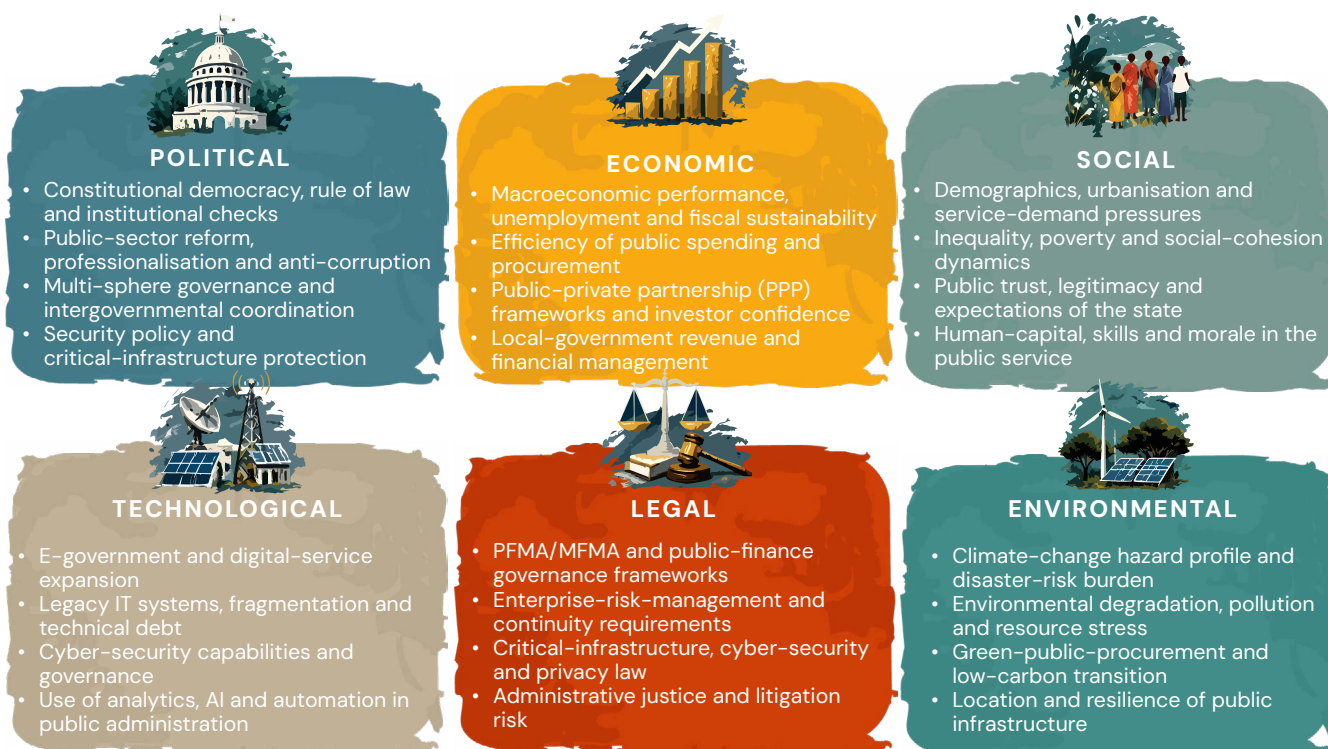 POLITICAL
• Constitutional democracy, rule of law
and institutional checks
• Public-sector reform,
professionalisation and anti-corruption
• Multi-sphere governance and
intergovernmental coordination
• Security policy and
critical-infrastructure protection
ECONOMIC
• Macroeconomic performance,
unemployment and fiscal sustainability
• Efficiency of public spending and
procurement
• Public-private partnership (PPP)
frameworks and investor confidence
• Local-government revenue and
financial management
SOCIAL
• Demographics, urbanisation and
service-demand pressures
• Inequality, poverty and social-cohesion
dynamics
• Public trust, legitimacy and
expectations of the state
• Human-capital, skills and morale in the
public service
TECHNOLOGICAL
• E-government and digital-service
expansion
• Legacy IT systems, fragmentation and
technical debt
• Cyber-security capabilities and
governance
• Use of analytics, AI and automation in
public administration
LEGAL
• PFMA/MFMA and public-finance
governance frameworks
• Enterprise-risk-management and
continuity requirements
• Critical-infrastructure, cyber-security
and privacy law
• Administrative justice and litigation
risk
ENVIRONMENTAL
• Climate-change hazard profile and
disaster-risk burden
• Environmental degradation, pollution
and resource stress
• Green-public-procurement and
low-carbon transition
• Location and resilience of public
infrastructure